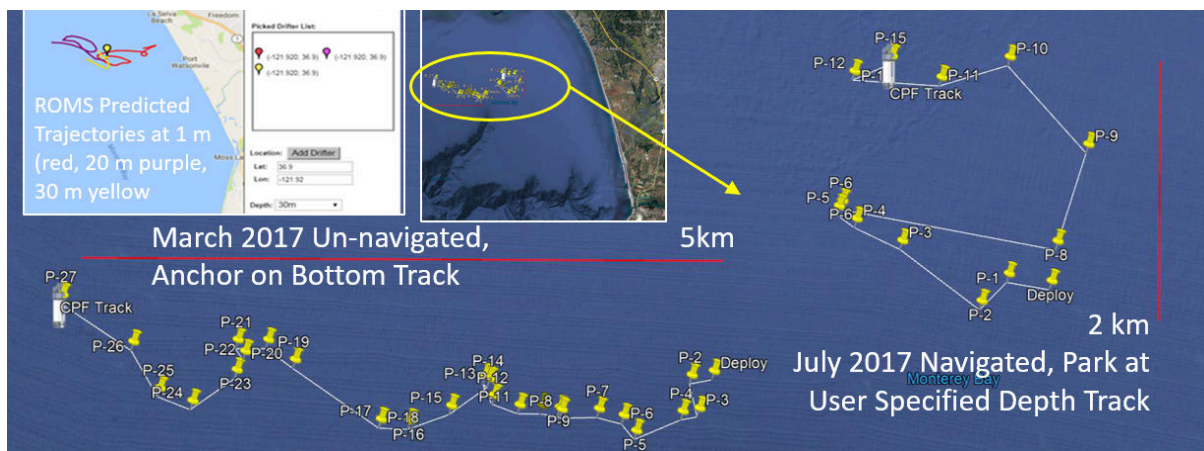 La Selva
Beach
Freedom
Port
Watsonville
Moss La
ROMS Predicted
Trajectories at 1 m
(red, 20 m purple,
30 m yellow
Picked Drifter List:
(-121.920; 36.9)
(-121.920; 36.9)
(-121.920; 36.9)
Location:
Add Drifter
Lat:
36.9
Lon:
-121.92
Depth:
30m
March 2017 Un-navigated,
Anchor on Bottom Track
5km
P-27
CPF Track
P-26
P-25
P-24
P-21
P-22
P-20
P-19
P-23
P-17
P-18
P-16
P-15
P-14
P-13
P-12
P-11
P-8
P-9
P-7
P-6
P-5
P-4
P-3
P-2
Deploy
P-15
P-12
P-1
P-11
CPF Track
P-10
P-9
P-6
P-5
P-6
P-4
P-3
P-8
P-1
P-2
Deploy
2 km
July 2017 Navigated, Park at
Monterey Bay
User Specified Depth Track